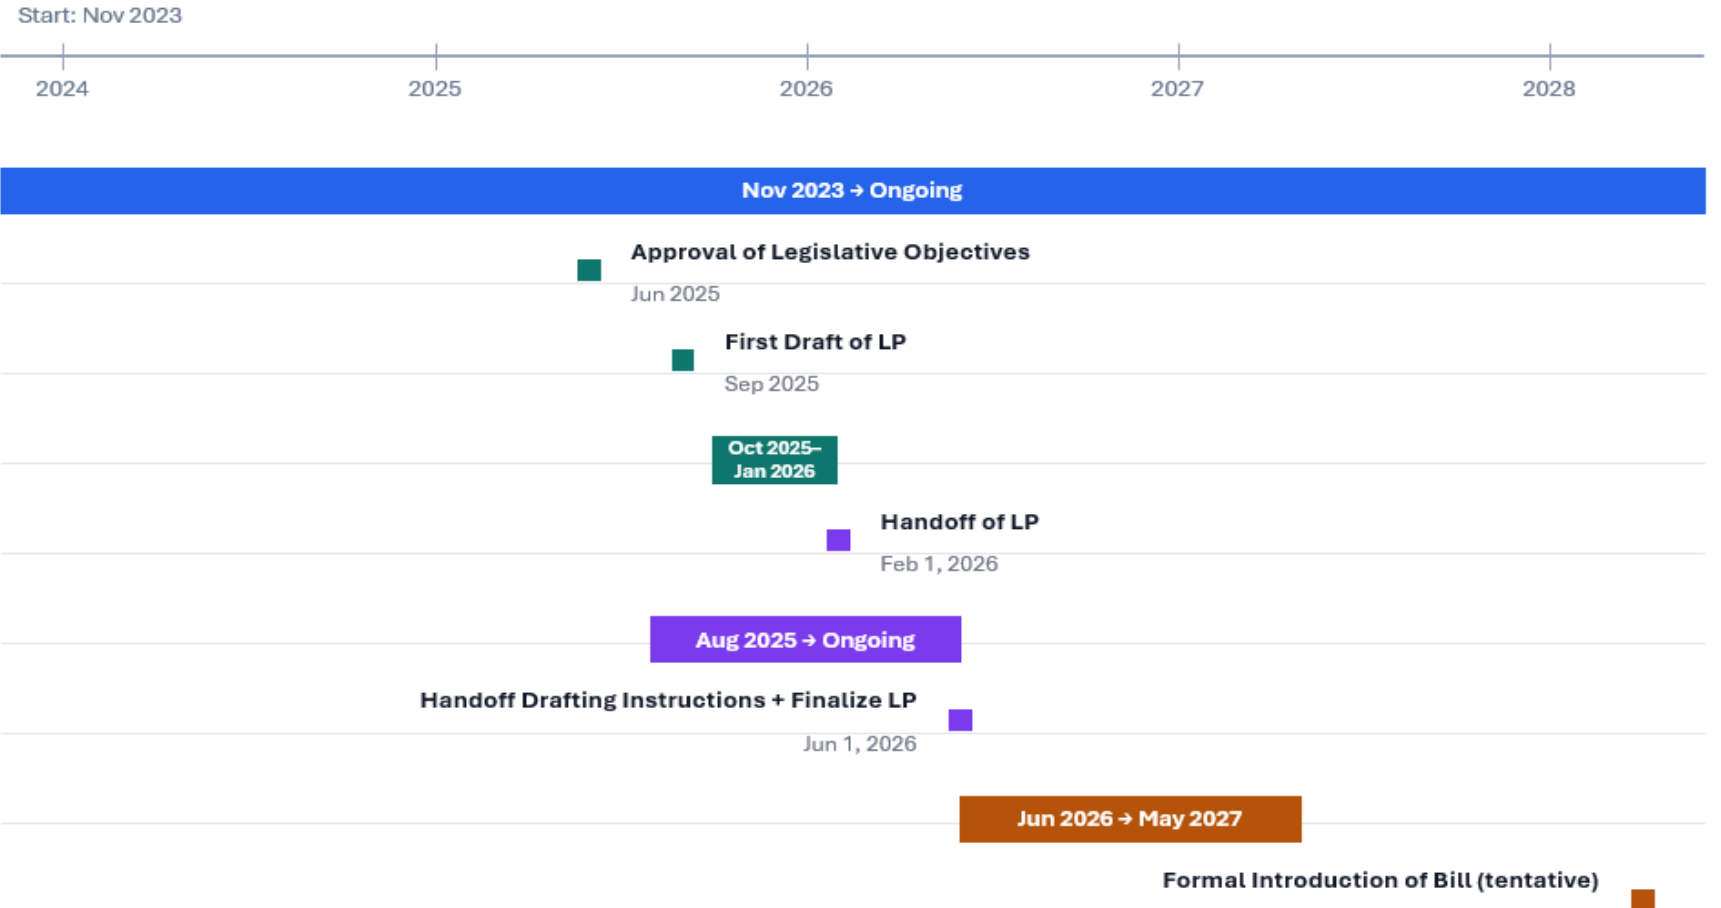 Start: Nov 2023
2024 2025 2026 2027 2028
Nov 2023 → Ongoing
Approval of Legislative Objectives
Jun 2025
First Draft of LP
Sep 2025
Oct 2025–
Jan 2026
Handoff of LP
Feb 1, 2026
Aug 2025 → Ongoing
Handoff Drafting Instructions + Finalize LP
Jun 1, 2026
Jun 2026 → May 2027
Formal Introduction of Bill (tentative)